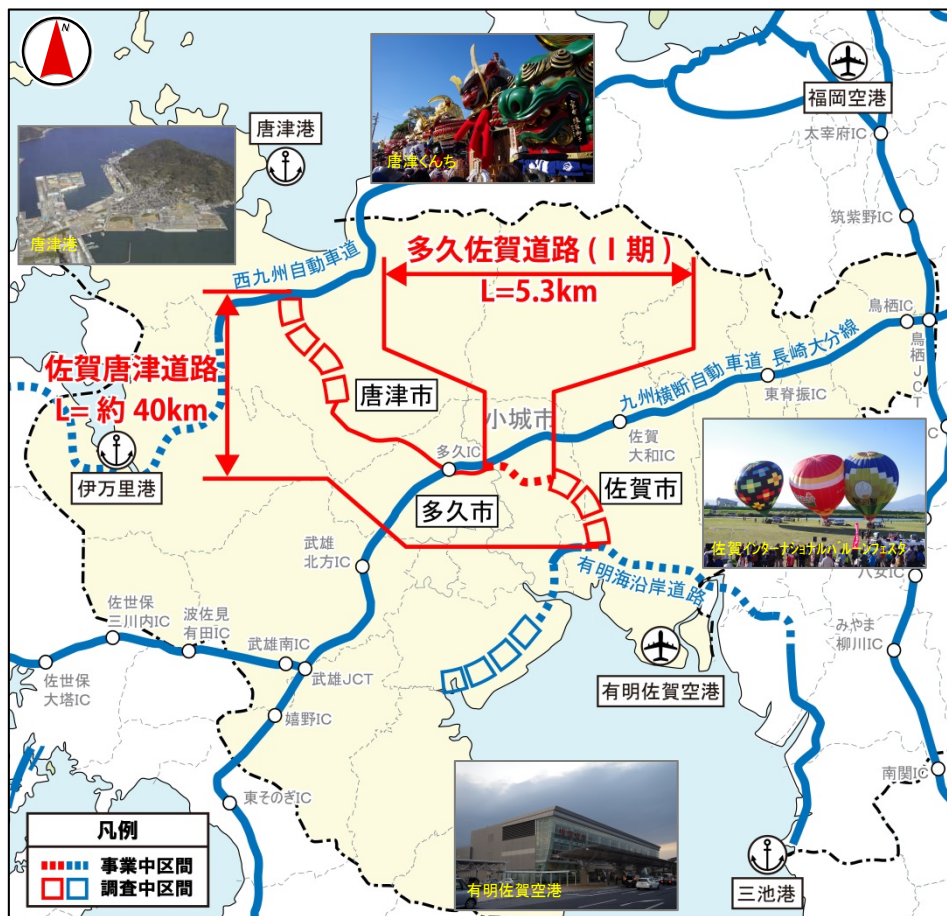 N
福岡空港
太宰府IC
唐津港
唐津くんち
唐津港
筑紫野IC
西九州自動車道
多久佐賀道路(Ⅰ期)
L=5.3km
鳥栖IC
鳥栖JCT
九州横断自動車道 長崎大分線
東脊振IC
佐賀唐津道路
L= 約 40km
唐津市
小城市
佐賀
大和IC
多久IC
伊万里港
多久市
佐賀市
佐賀インターナショナルバルーンフェスタ
武雄
北方IC
有明海沿岸道路
八女IC
佐世保
三川内IC
波佐見
有田IC
武雄南IC
みやま
柳川IC
佐世保
大塔IC
武雄JCT
有明佐賀空港
嬉野IC
南関IC
東そのぎIC
凡例
事業中区間
調査中区間
有明佐賀空港
三池港